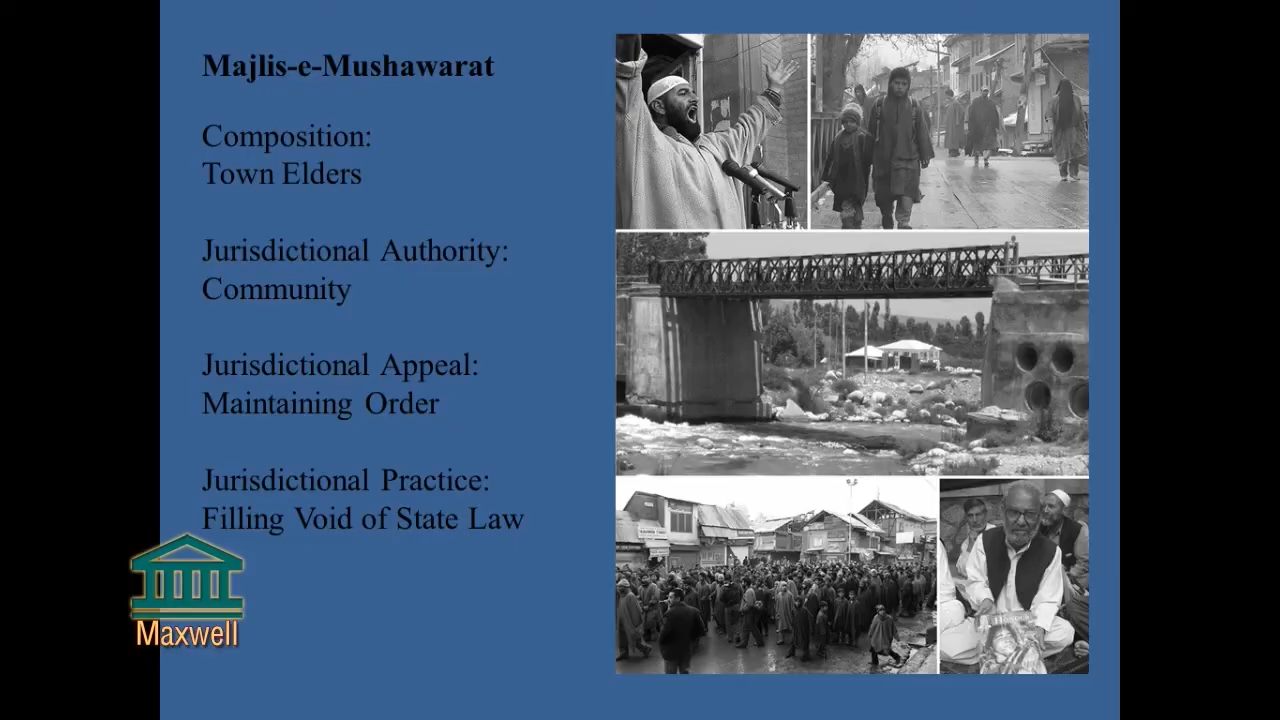 Majlis-e-Mushawarat
Composition:
Town Elders
Jurisdictional Authority:
Community
Jurisdictional Appeal:
Maintaining Order
Jurisdictional Practice:
Filling Void of State Law
Maxwell